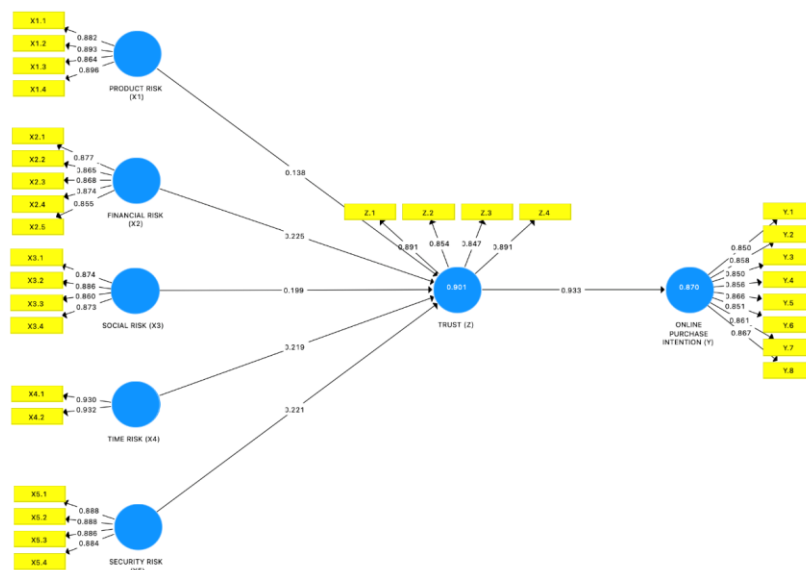 X1.1
X1.2
X1.3
X1.4
0.882
0.893
0.864
0.896
PRODUCT RISK
(X1)
X2.1
X2.2
X2.3
X2.4
X2.5
0.877
0.865
0.868
0.874
0.855
FINANCIAL RISK
(X2)
X3.1
X3.2
X3.3
X3.4
0.874
0.886
0.860
0.873
SOCIAL RISK (X3)
X4.1
X4.2
0.930
0.932
TIME RISK (X4)
X5.1
X5.2
X5.3
X5.4
0.888
0.888
0.886
0.884
SECURITY RISK
0.138
0.225
0.199
0.219
0.221
Z.1
Z.2
Z.3
Z.4
0.891
0.854
0.847
0.891
0.901
TRUST (Z)
0.933
0.870
ONLINE
PURCHASE
INTENTION (Y)
0.850
0.858
0.850
0.856
0.866
0.851
0.861
0.867
Y.1
Y.2
Y.3
Y.4
Y.5
Y.6
Y.7
Y.8